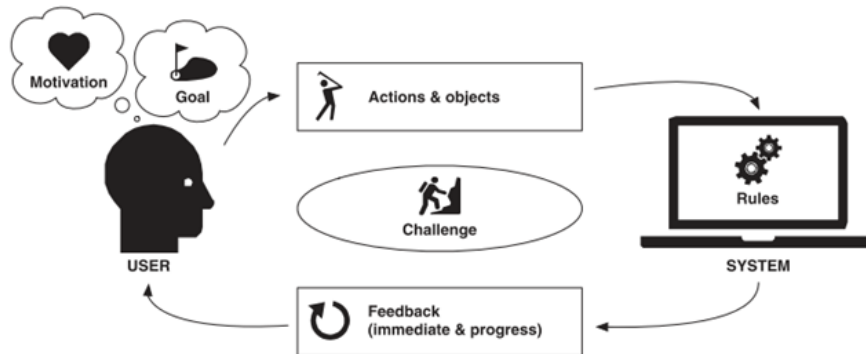 Motivation
Goal
Actions & objects
Challenge
Rules
USER
SYSTEM
Feedback
(immediate & progress)